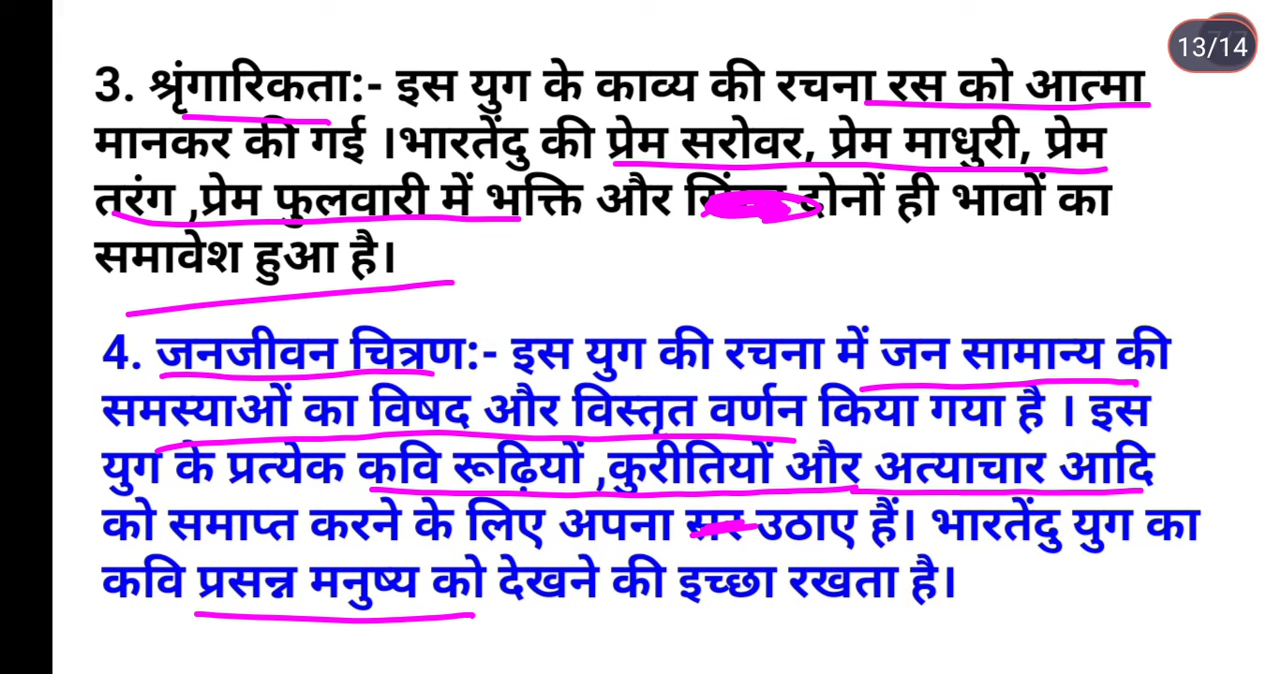 13/14
3. श्रृंगारिकता:- इस युग के काव्य की रचना रस को आत्मा
मानकर की गई ।भारतेंदु की प्रेम सरोवर, प्रेम माधुरी, प्रेम
तरंग ,प्रेम फुलवारी में भक्ति और दोनों ही भावों का
समावेश हुआ है।
4. जनजीवन चित्रण:- इस युग की रचना में जन सामान्य की
समस्याओं का विषद और विस्तृत वर्णन किया गया है । इस
युग के प्रत्येक कवि रूढ़ियों ,कुरीतियों और अत्याचार आदि
को समाप्त करने के लिए अपना उठाए हैं। भारतेंदु युग का
कवि प्रसन्न मनुष्य को देखने की इच्छा रखता है।